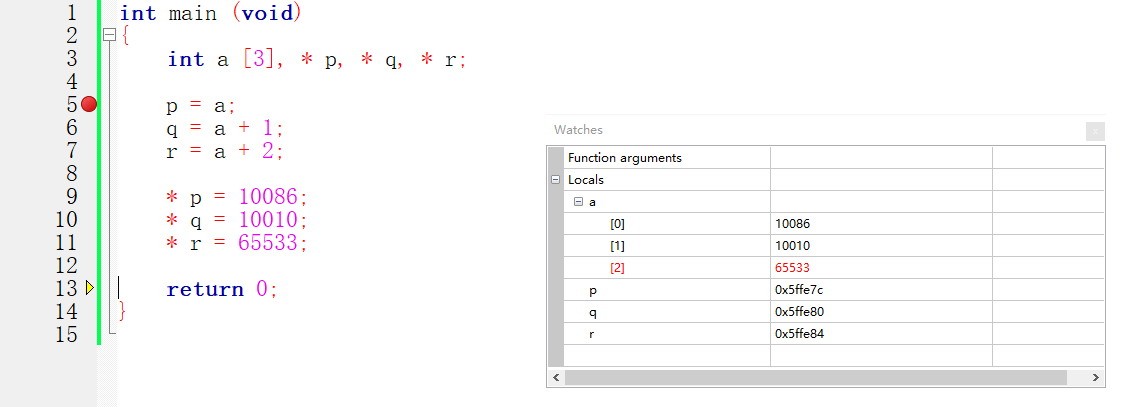 1 int main (void)
2 {
3 int a [3], * p, * q, * r;
4
5 p = a;
6 q = a + 1;
7 r = a + 2;
8
9 * p = 10086;
10 * q = 10010;
11 * r = 65533;
12
13 return 0;
14 }
15
Watches
Function arguments
Locals
a
[0] 10086
[1] 10010
[2] 65533
p 0x5ffe7c
q 0x5ffe80
r 0x5ffe84